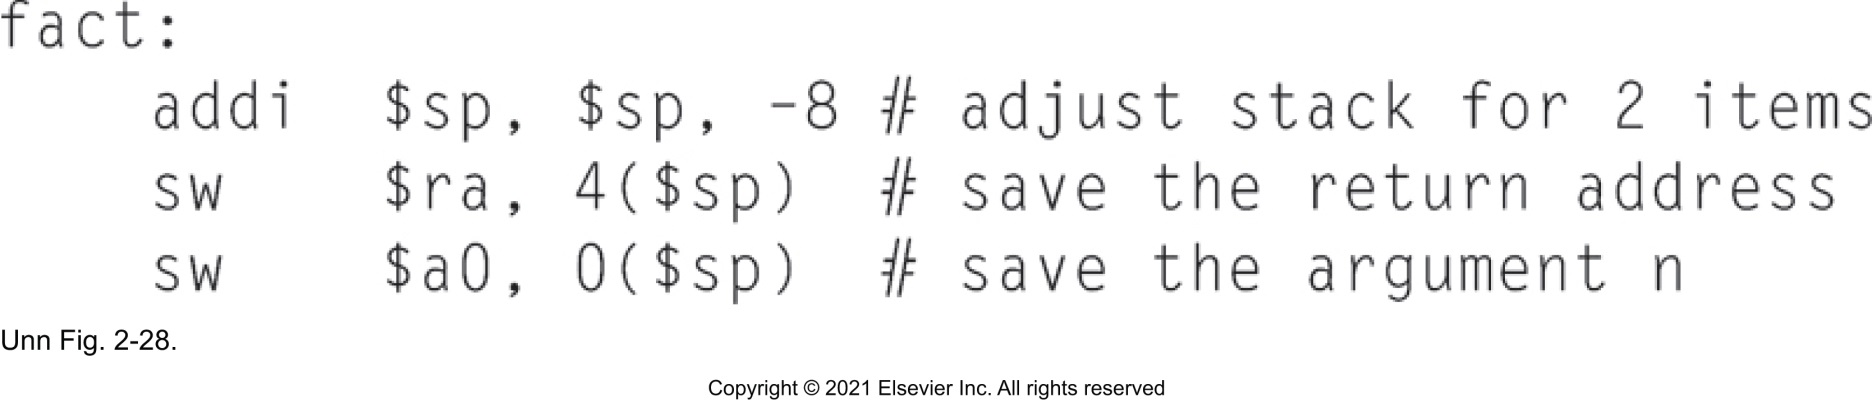 fact:
addi $sp, $sp, -8 # adjust stack for 2 items
sw $ra, 4($sp) # save the return address
sw $a0, 0($sp) # save the argument n
Unn Fig. 2-28.
Copyright © 2021 Elsevier Inc. All rights reserved